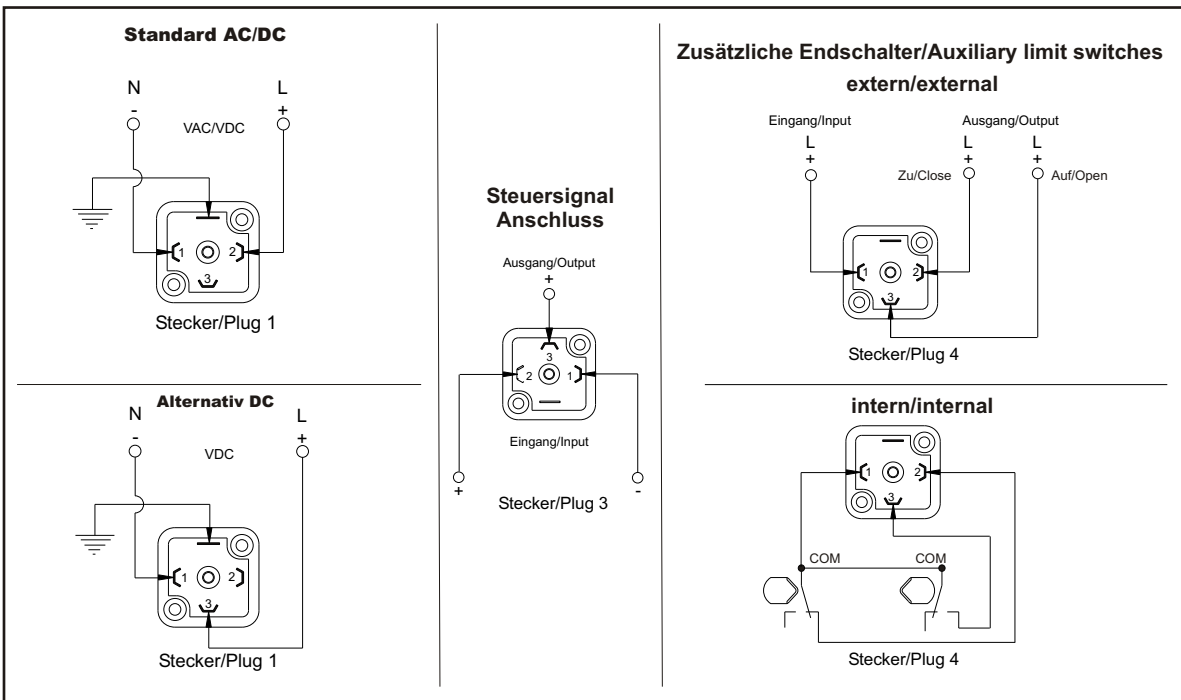 Standard AC/DC
N
L
-
+
VAC/VDC
1
2
3
Stecker/Plug 1
Alternativ DC
N
L
-
+
VDC
1
2
3
Stecker/Plug 1
Steuersignal
Anschluss
Ausgang/Output
+
3
2
1
Eingang/Input
+
-
Stecker/Plug 3
Zusätzliche Endschalter/Auxiliary limit switches
extern/external
Eingang/Input
Ausgang/Output
L
L
L
+
+
+
Zu/Close
Auf/Open
1
2
3
Stecker/Plug 4
intern/internal
1
2
3
COM
COM
Stecker/Plug 4